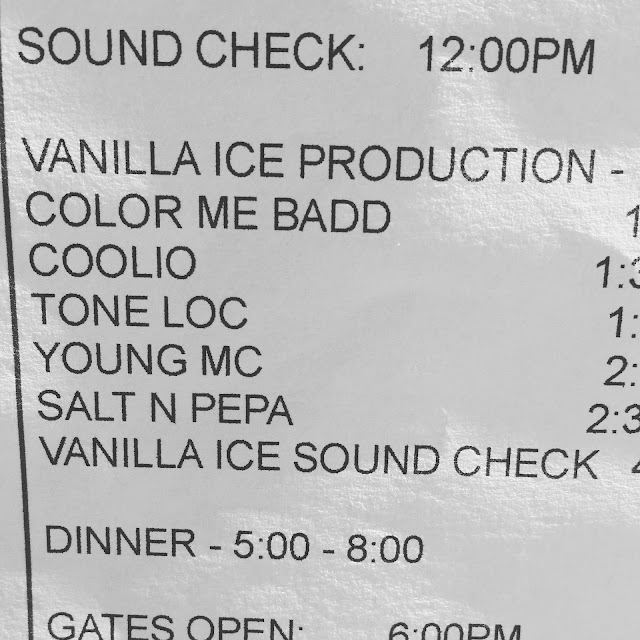 SOUND CHECK: 12:00PM
VANILLA ICE PRODUCTION -
COLOR ME BADD
COOLIO
TONE LOC
YOUNG MC
SALT N PEPA
VANILLA ICE SOUND CHECK
DINNER - 5:00 - 8:00
GATES OPEN: 6:00PM